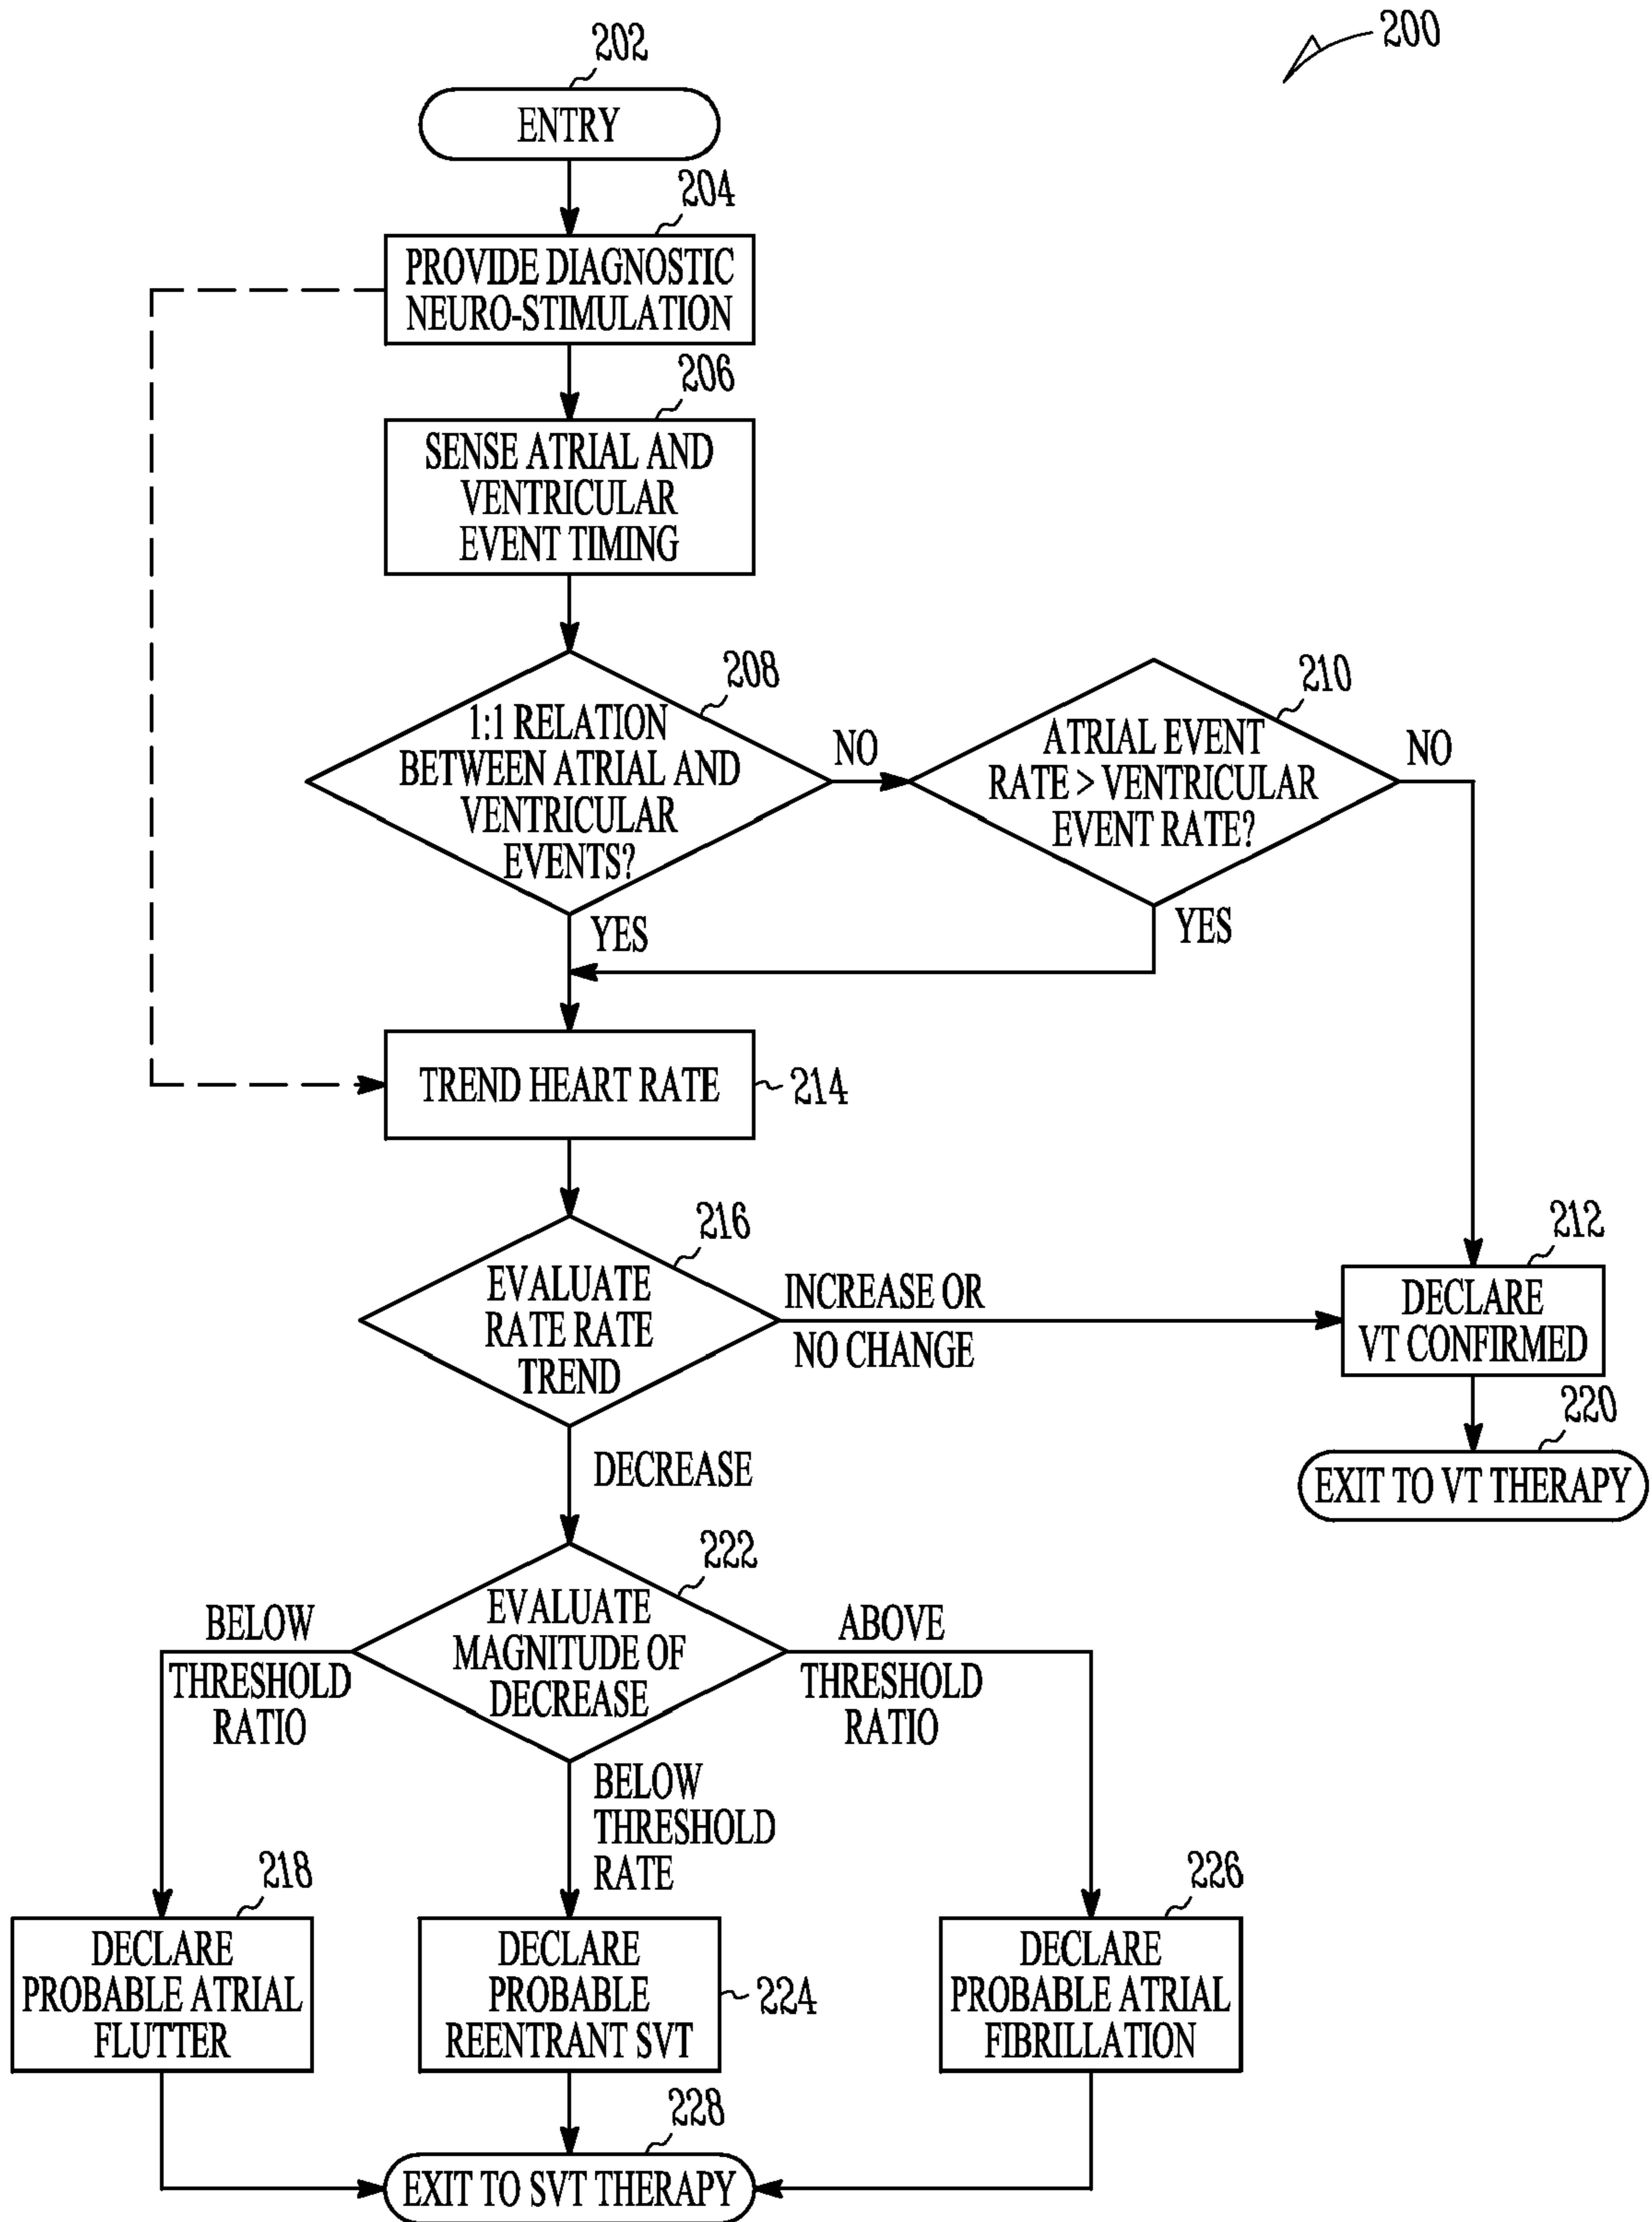 200
202
ENTRY
204
PROVIDE DIAGNOSTIC
NEURO-STIMULATION
206
SENSE ATRIAL AND
VENTRICULAR
EVENT TIMING
208
1:1 RELATION
BETWEEN ATRIAL AND
VENTRICULAR
EVENTS?
NO
YES
210
ATRIAL EVENT
RATE > VENTRICULAR
EVENT RATE?
NO
YES
TREND HEART RATE
214
216
EVALUATE
RATE RATE
TREND
INCREASE OR
NO CHANGE
212
DECLARE
VT CONFIRMED
220
EXIT TO VT THERAPY
DECREASE
222
EVALUATE
MAGNITUDE OF
DECREASE
BELOW
THRESHOLD
RATIO
ABOVE
THRESHOLD
RATIO
BELOW
THRESHOLD
RATE
218
DECLARE
PROBABLE ATRIAL
FLUTTER
DECLARE
PROBABLE
REENTRANT SVT
224
226
DECLARE
PROBABLE ATRIAL
FIBRILLATION
228
EXIT TO SVT THERAPY